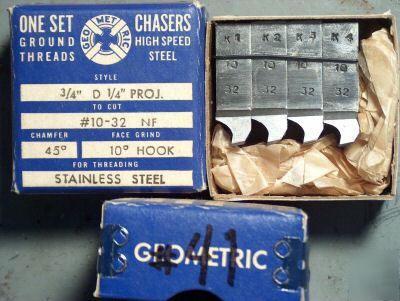 ONE SET
GROUND
THREADS
GEOMETRIC
CHASERS
HIGH SPEED
STEEL
STYLE
3/4" D 1/4" PROJ.
TO CUT
#10-32 NF
CHAMFER FACE GRIND
45° 10° HOOK
FOR THREADING
STAINLESS STEEL
K1 K2 K3 K4
10 10 10 10
32 32 32 32
GEOMETRIC
#41